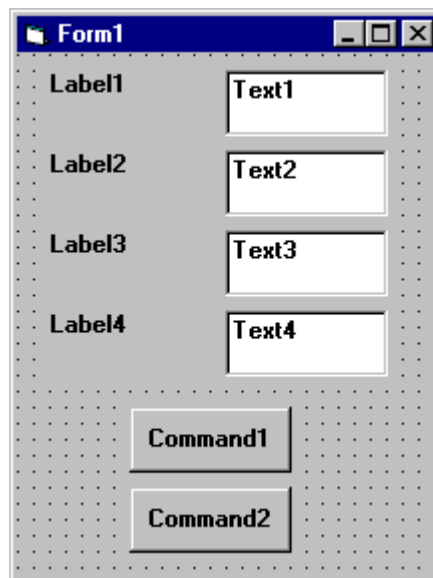 Form1
Label1 Text1
Label2 Text2
Label3 Text3
Label4 Text4
Command1
Command2